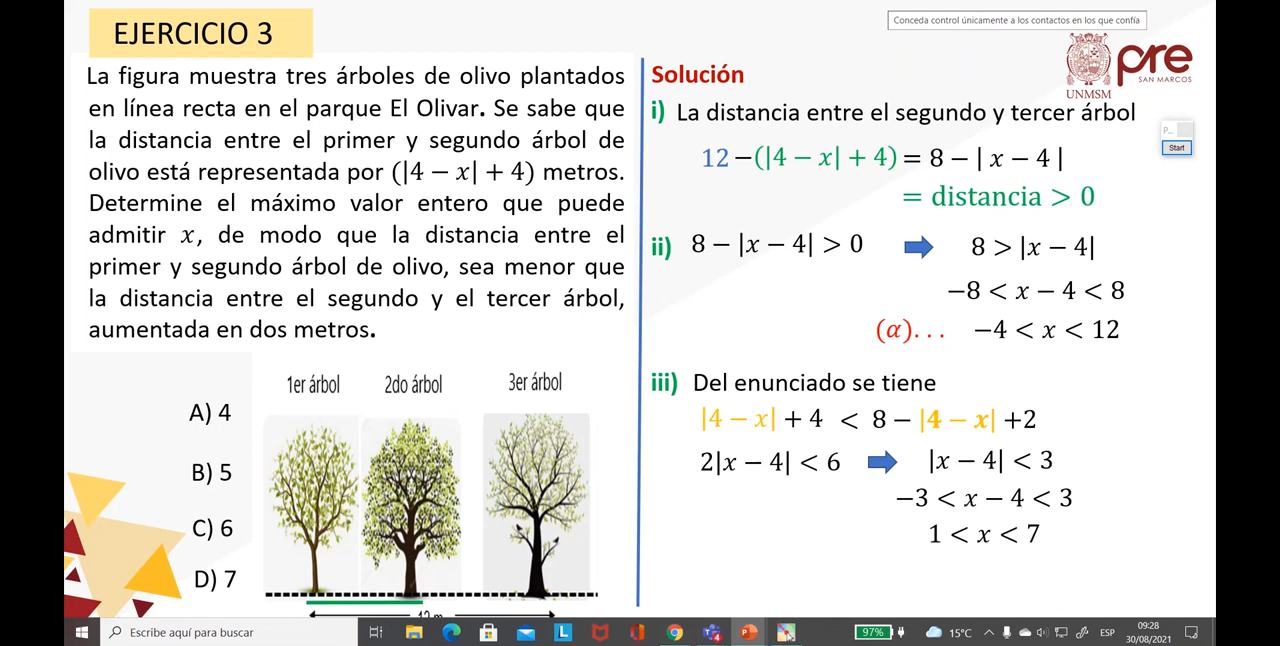 EJERCICIO 3
Conceda control únicamente a los contactos en los que confía
pre
SAN MARCOS
UNMSM
La figura muestra tres árboles de olivo plantados
en línea recta en el parque El Olivar. Se sabe que
la distancia entre el primer y segundo árbol de
olivo está representada por (|4 − x| + 4) metros.
Determine el máximo valor entero que puede
admitir x, de modo que la distancia entre el
primer y segundo árbol de olivo, sea menor que
la distancia entre el segundo y el tercer árbol,
aumentada en dos metros.
A) 4
B) 5
C) 6
D) 7
1er árbol 2do árbol 3er árbol
Solución
i) La distancia entre el segundo y tercer árbol
12 −(|4 − x| + 4) = 8 − | x − 4 |
= distancia > 0
ii) 8 − |x − 4| > 0 8 > |x − 4|
−8 < x − 4 < 8
(α). . . −4 < x < 12
iii) Del enunciado se tiene
|4 − x| + 4 < 8 − |4 − x| +2
2|x − 4| < 6 |x − 4| < 3
−3 < x − 4 < 3
1 < x < 7
P...
Start
Escribe aquí para buscar
97%
15°C
ESP
09:28
30/08/2021